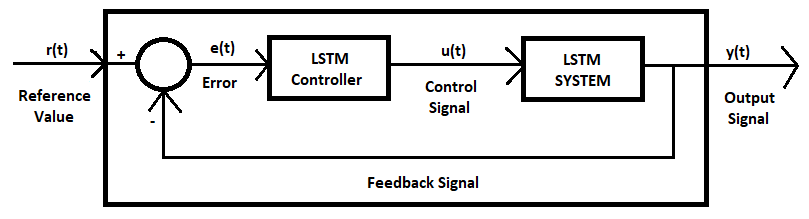 r(t)
+
e(t)
LSTM
Controller
u(t)
LSTM
SYSTEM
y(t)
Reference
Value
Error
Control
Signal
Output
Signal
-
Feedback Signal